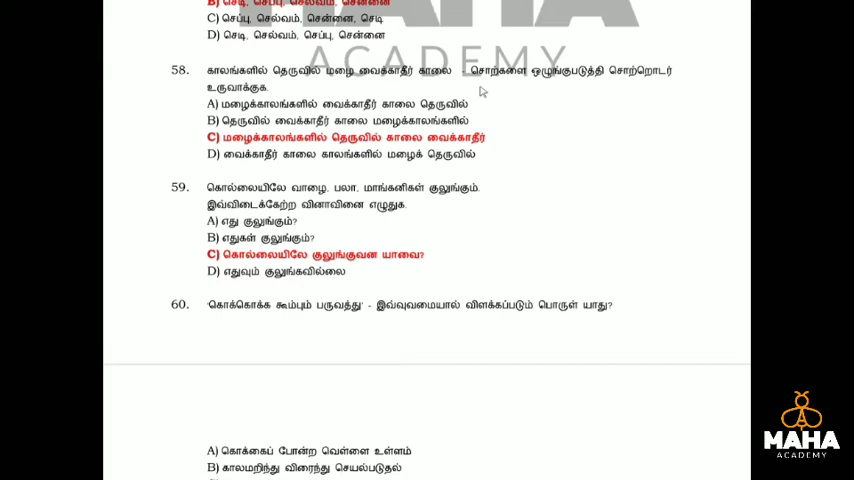 B) செடி, செப்பு, செல்வம், சென்னை
C) செப்பு, செல்வம், சென்னை, செடி
D) செடி, செல்வம், செப்பு, சென்னை
MAHA
ACADEMY
58. காலங்களில் தெருவில் மழை வைக்காதீர் காலை - சொற்களை ஒழுங்குபடுத்தி சொற்றொடர்
உருவாக்குக.
A) மழைக்காலங்களில் வைக்காதீர் காலை தெருவில்
B) தெருவில் வைக்காதீர் காலை மழைக்காலங்களில்
C) மழைக்காலங்களில் தெருவில் காலை வைக்காதீர்
D) வைக்காதீர் காலை காலங்களில் மழைக் தெருவில்
59. கொல்லையிலே வாழை, பலா, மாங்கனிகள் குலுங்கும்.
இவ்விடைக்கேற்ற வினாவினை எழுதுக.
A) எது குலுங்கும்?
B) எதுகள் குலுங்கும்?
C) கொல்லையிலே குலுங்குவன யாவை?
D) எதுவும் குலுங்கவில்லை
60. 'கொக்கொக்க கூம்பும் பருவத்து' - இவ்வுவமையால் விளக்கப்படும் பொருள் யாது?
A) கொக்கைப் போன்ற வெள்ளை உள்ளம்
B) காலமறிந்து விரைந்து செயல்படுதல்
MAHA
ACADEMY